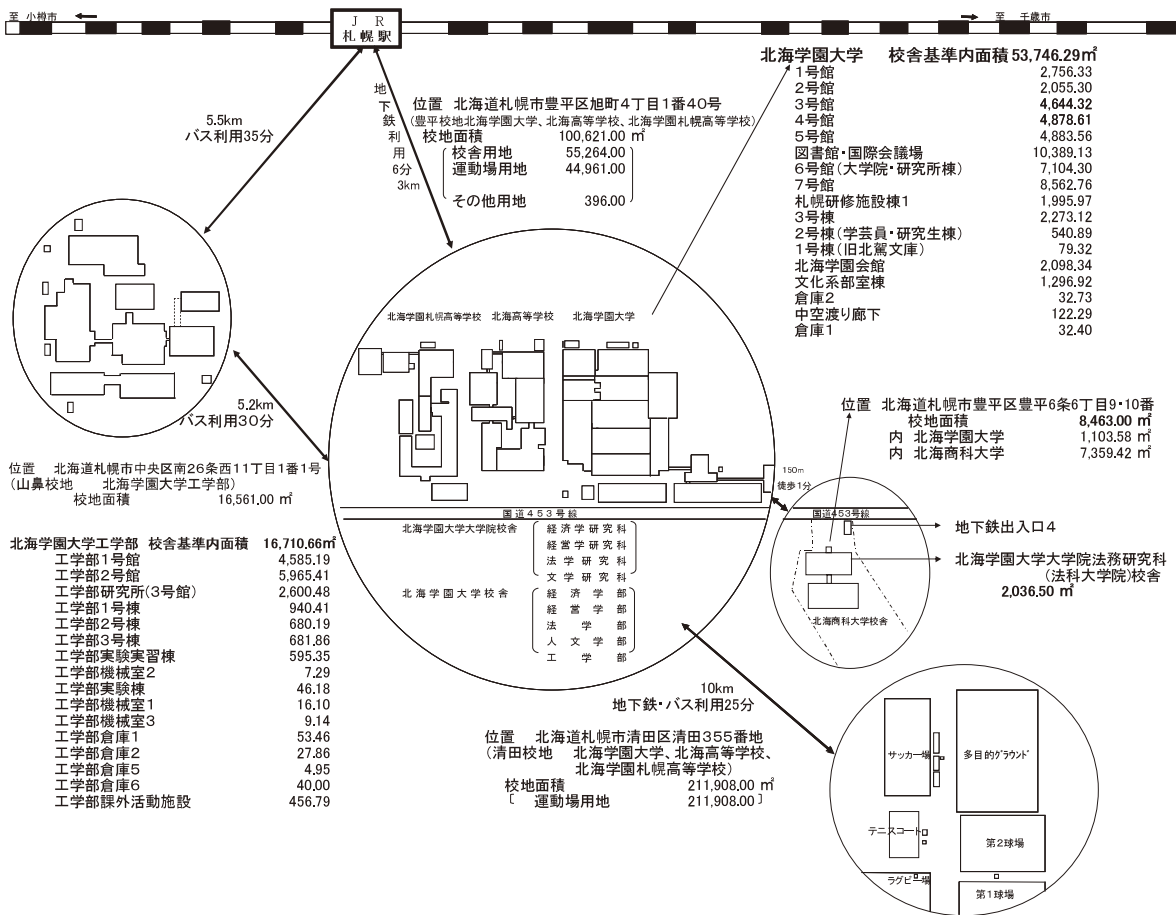 至 小樽市
至 千歳市
J R
札幌駅
5.5km
バス利用35分
地下鉄利用
6分
3km
位置 北海道札幌市豊平区旭町4丁目1番40号
(豊平校地北海学園大学、北海高等学校、北海学園札幌高等学校)
校地面積 100,621.00 ㎡
校舎用地 55,264.00
運動場用地 44,961.00
その他用地 396.00
北海学園大学 校舎基準内面積 53,746.29㎡
1号館 2,756.33
2号館 2,055.30
3号館 4,644.32
4号館 4,878.61
5号館 4,883.56
図書館・国際会議場 10,389.13
6号館(大学院・研究所棟) 7,104.30
7号館 8,562.76
札幌研修施設棟1 1,995.97
3号棟 2,273.12
2号棟(学芸員・研究生棟) 540.89
1号棟(旧北駕文庫) 79.32
北海学園会館 2,098.34
文化系部室棟 1,296.92
倉庫2 32.73
中空渡り廊下 122.29
倉庫1 32.40
北海学園札幌高等学校 北海高等学校 北海学園大学
5.2km
バス利用30分
位置 北海道札幌市中央区南26条西11丁目1番1号
(山鼻校地 北海学園大学工学部)
校地面積 16,561.00 ㎡
北海学園大学工学部 校舎基準内面積 16,710.66㎡
工学部1号館 4,585.19
工学部2号館 5,965.41
工学部研究所(3号館) 2,600.48
工学部1号棟 940.41
工学部2号棟 680.19
工学部3号棟 681.86
工学部実験実習棟 595.35
工学部機械室2 7.29
工学部実験棟 46.18
工学部機械室1 16.10
工学部機械室3 9.14
工学部倉庫1 53.46
工学部倉庫2 27.86
工学部倉庫5 4.95
工学部倉庫6 40.00
工学部課外活動施設 456.79
国道453号線
北海学園大学大学院校舎
経済学研究科
経営学研究科
法学研究科
文学研究科
北海学園大学校舎
経済学部
経営学部
法学部
人文学部
工学部
150m
徒歩1分
位置 北海道札幌市豊平区豊平6条6丁目9・10番
校地面積 8,463.00 ㎡
内 北海学園大学 1,103.58 ㎡
内 北海商科大学 7,359.42 ㎡
国道453号線
地下鉄出入口4
北海学園大学大学院法務研究科
(法科大学院)校舎
2,036.50 ㎡
北海商科大学校舎
10km
地下鉄・バス利用25分
位置 北海道札幌市清田区清田355番地
(清田校地 北海学園大学、北海高等学校、
北海学園札幌高等学校)
校地面積 211,908.00 ㎡
[ 運動場用地 211,908.00 ]
サッカー場
多目的グラウンド
テニスコート
第2球場
ラグビー場
第1球場